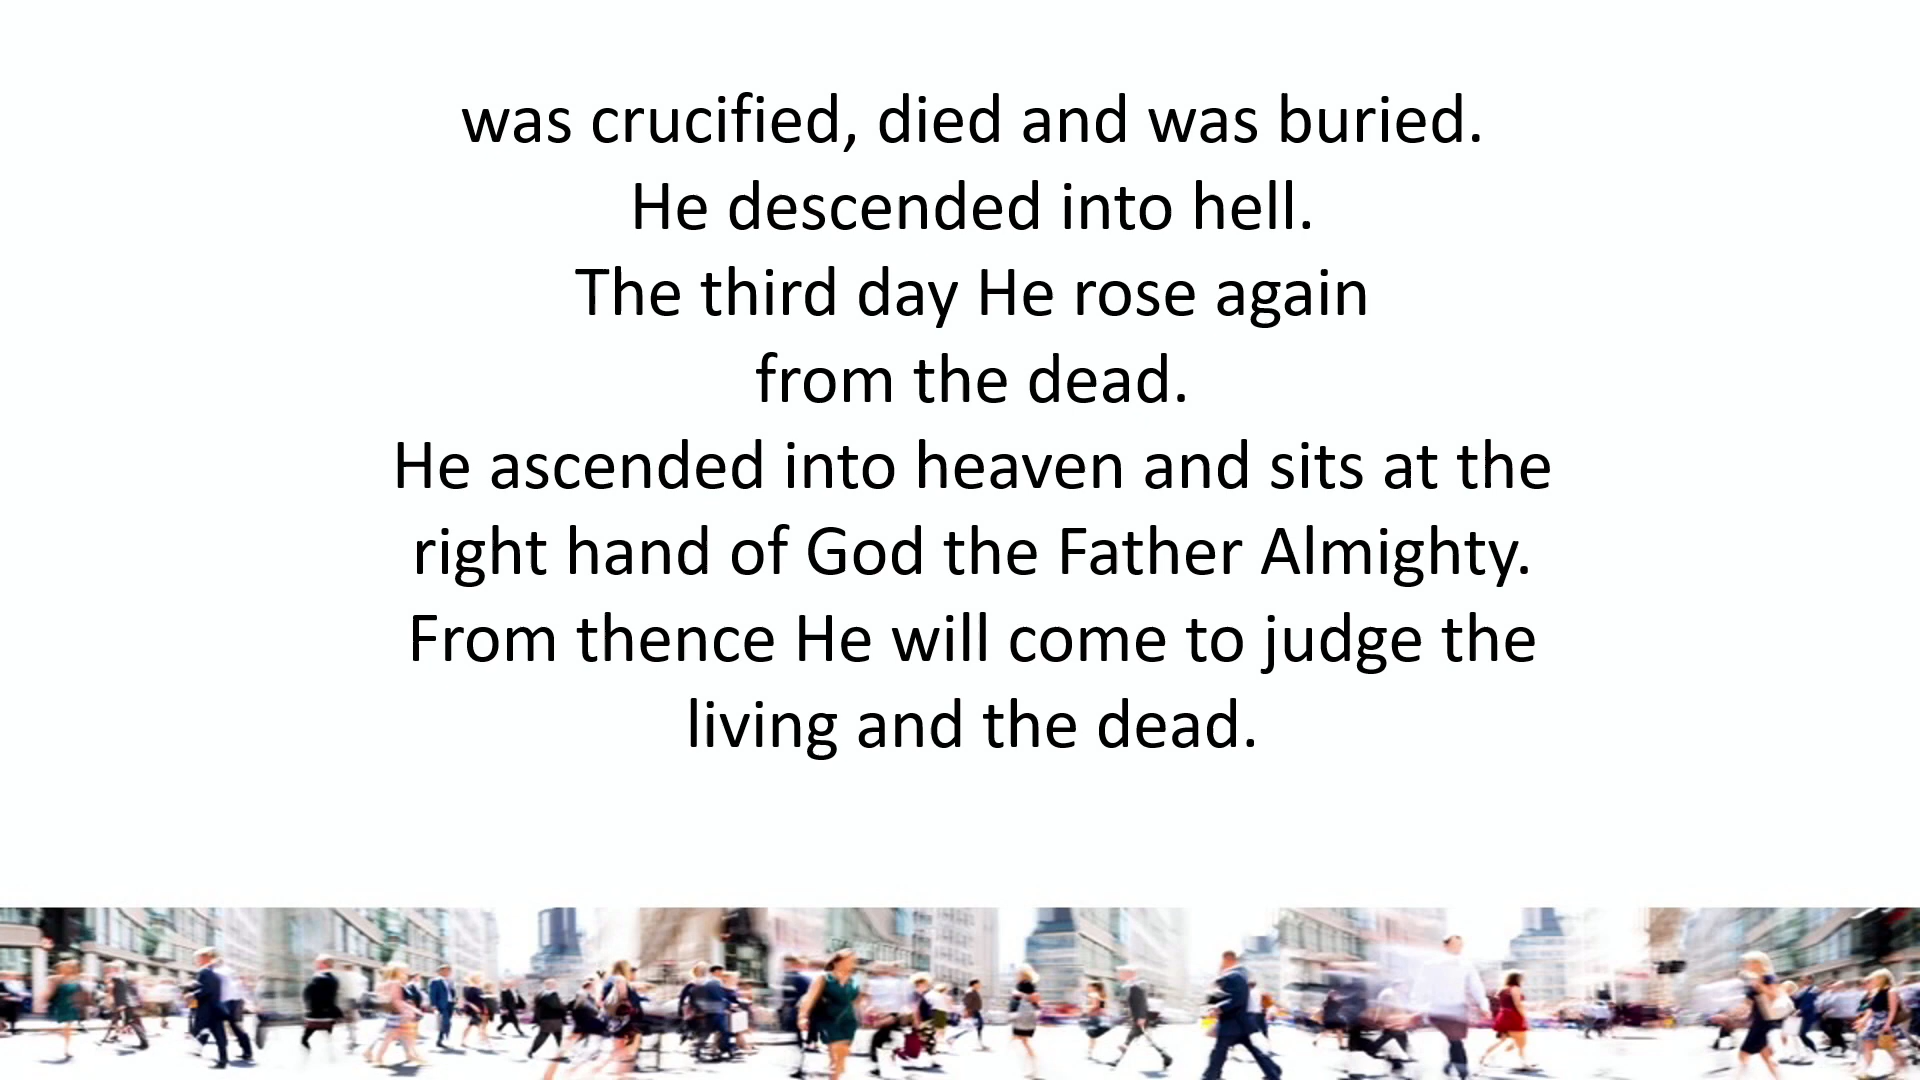 was crucified, died and was buried.
He descended into hell.
The third day He rose again
from the dead.
He ascended into heaven and sits at the
right hand of God the Father Almighty.
From thence He will come to judge the
living and the dead.